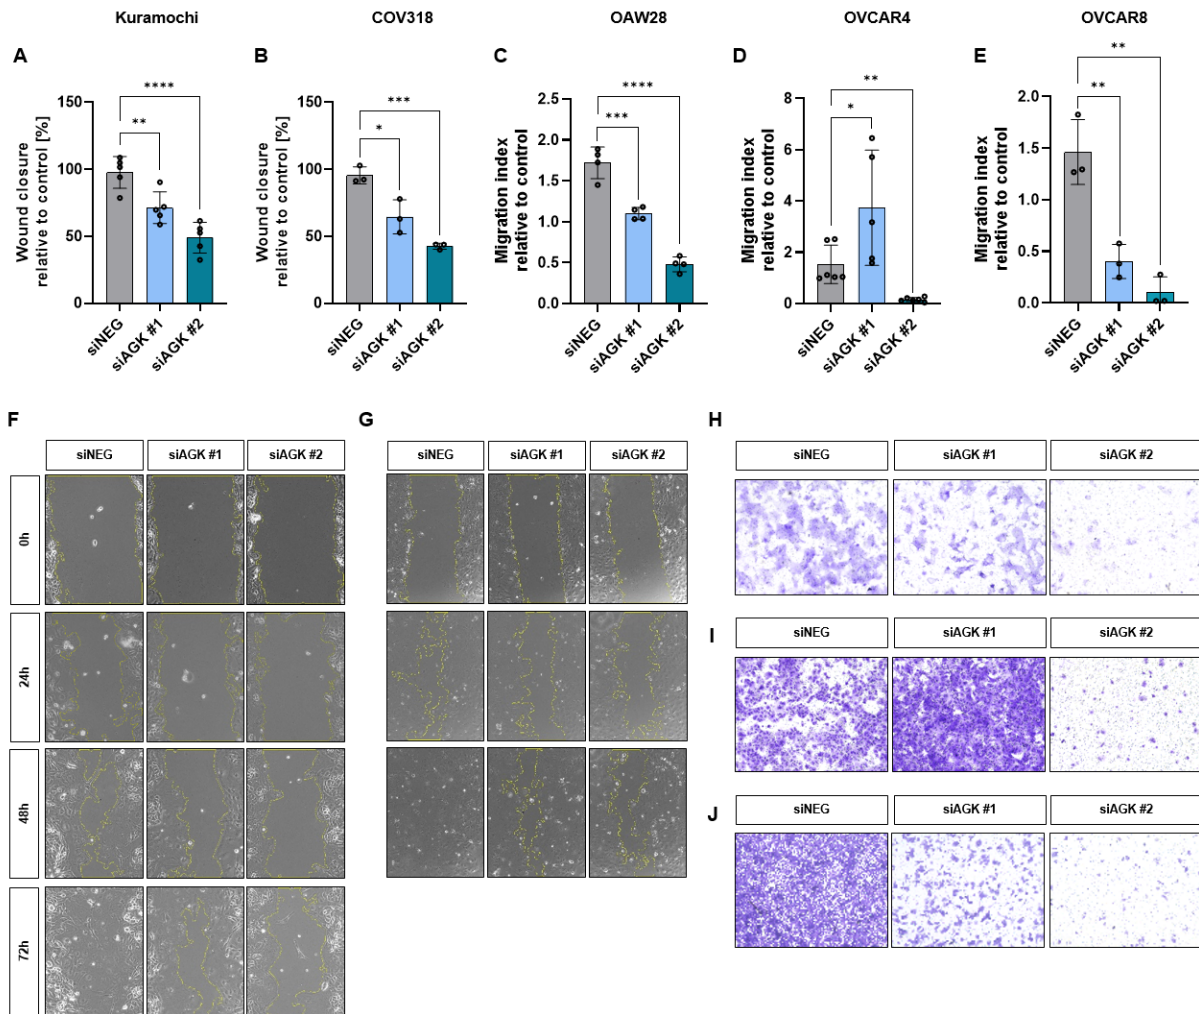 Kuramochi
COV318
OAW28
OVCAR4
OVCAR8
A
Wound closure
relative to control [%]
150
100
50
0
****
**
siNEG
siAGK #1
siAGK #2
B
Wound closure
relative to control [%]
150
100
50
0
***
*
siNEG
siAGK #1
siAGK #2
C
Migration index
relative to control
2.5
2.0
1.5
1.0
0.5
0.0
****
***
siNEG
siAGK #1
siAGK #2
D
Migration index
relative to control
8
6
4
2
0
**
*
siNEG
siAGK #1
siAGK #2
E
Migration index
relative to control
2.0
1.5
1.0
0.5
0.0
**
**
siNEG
siAGK #1
siAGK #2
F
siNEG
siAGK #1
siAGK #2
0h
24h
48h
72h
G
siNEG
siAGK #1
siAGK #2
H
siNEG
siAGK #1
siAGK #2
I
siNEG
siAGK #1
siAGK #2
J
siNEG
siAGK #1
siAGK #2